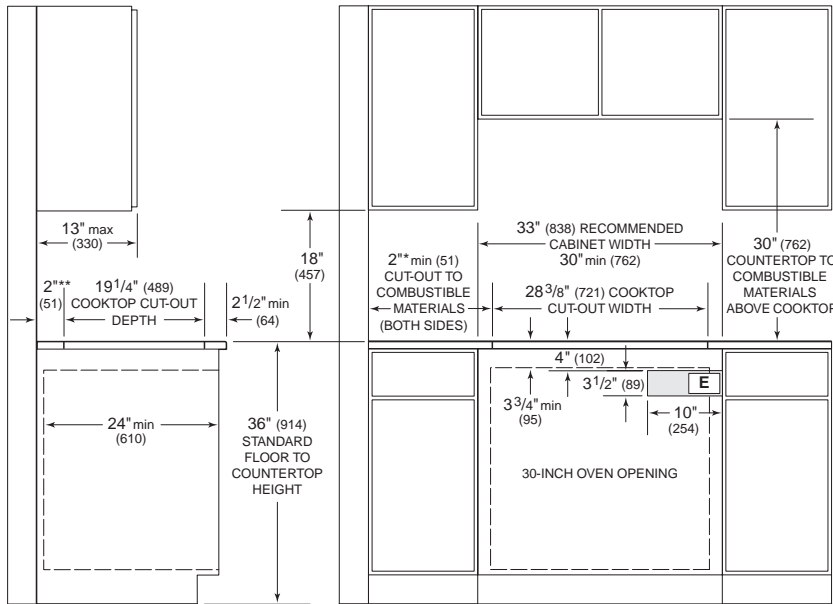 13" max
(330)
2"**
(51)
19 1/4" (489)
COOKTOP CUT-OUT
DEPTH
2 1/2" min
(64)
18"
(457)
24" min
(610)
36" (914)
STANDARD
FLOOR TO
COUNTERTOP
HEIGHT
33" (838) RECOMMENDED
CABINET WIDTH
30" min (762)
2"* min (51)
CUT-OUT TO
COMBUSTIBLE
MATERIALS
(BOTH SIDES)
28 3/8" (721) COOKTOP
CUT-OUT WIDTH
30" (762)
COUNTERTOP TO
COMBUSTIBLE
MATERIALS
ABOVE COOKTOP
4" (102)
3 1/2" (89)
E
3 3/4" min
(95)
10"
(254)
30-INCH OVEN OPENING